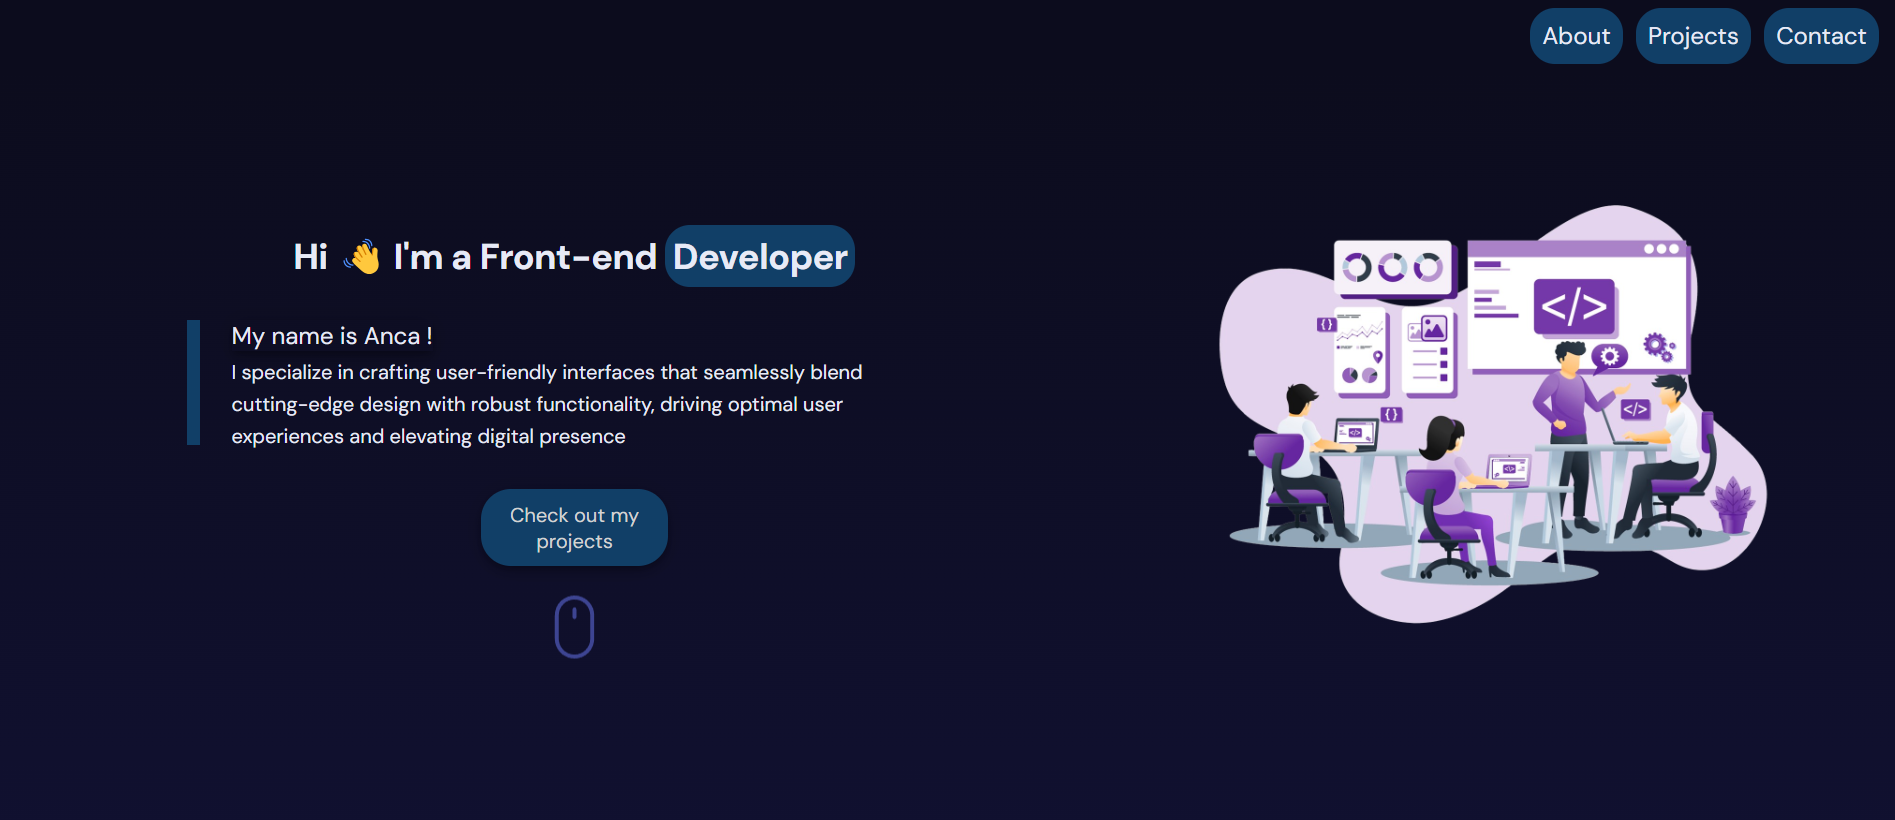 About Projects Contact
Hi 👋 I'm a Front-end Developer
My name is Anca !
I specialize in crafting user-friendly interfaces that seamlessly blend
cutting-edge design with robust functionality, driving optimal user
experiences and elevating digital presence
Check out my
projects
</>
{}
{}
</>
</>
</>